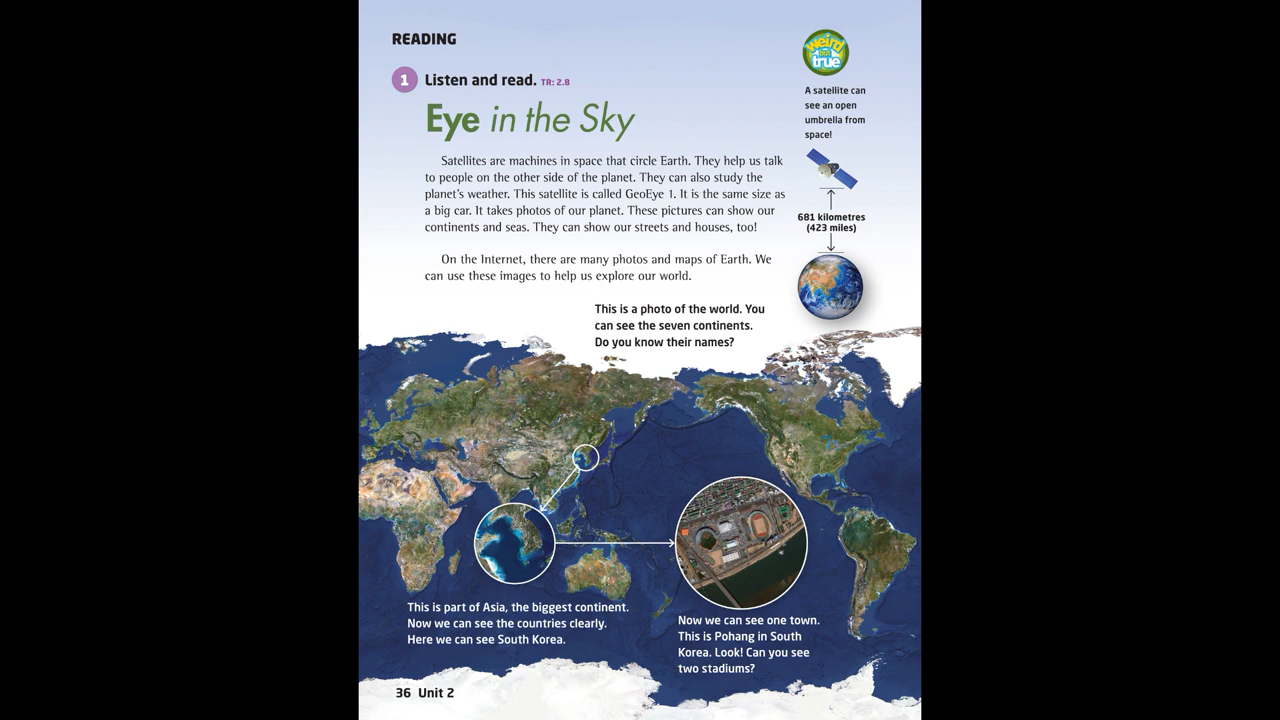 READING
1 Listen and read. TR: 2.8
Eye in the Sky
Satellites are machines in space that circle Earth. They help us talk
to people on the other side of the planet. They can also study the
planet's weather. This satellite is called GeoEye 1. It is the same size as
a big car. It takes photos of our planet. These pictures can show our
continents and seas. They can show our streets and houses, too!
On the Internet, there are many photos and maps of Earth. We
can use these images to help us explore our world.
weird
but
true
A satellite can
see an open
umbrella from
space!
681 kilometres
(423 miles)
This is a photo of the world. You
can see the seven continents.
Do you know their names?
This is part of Asia, the biggest continent.
Now we can see the countries clearly.
Here we can see South Korea.
Now we can see one town.
This is Pohang in South
Korea. Look! Can you see
two stadiums?
36 Unit 2